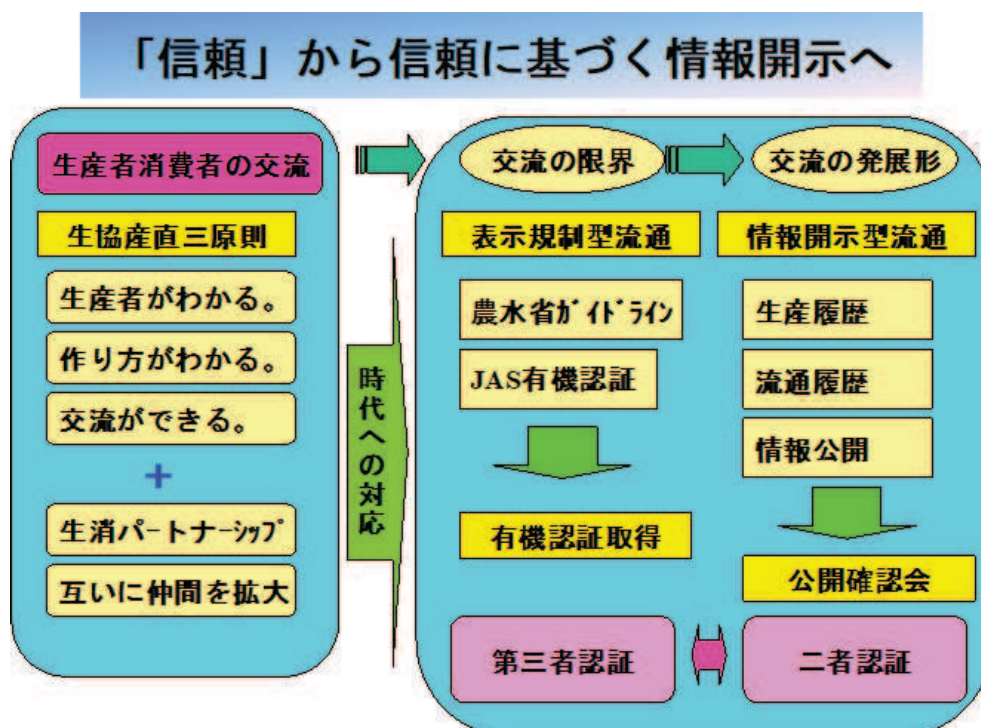 「信頼」から信頼に基づく情報開示へ
生産者消費者の交流
生協産直三原則
生産者がわかる。
作り方がわかる。
交流ができる。
+
生消パートナーシップ
互いに仲間を拡大
時代への対応
交流の限界
表示規制型流通
農水省ガイドライン
JAS有機認証
有機認証取得
第三者認証
交流の発展形
情報開示型流通
生産履歴
流通履歴
情報公開
公開確認会
二者認証